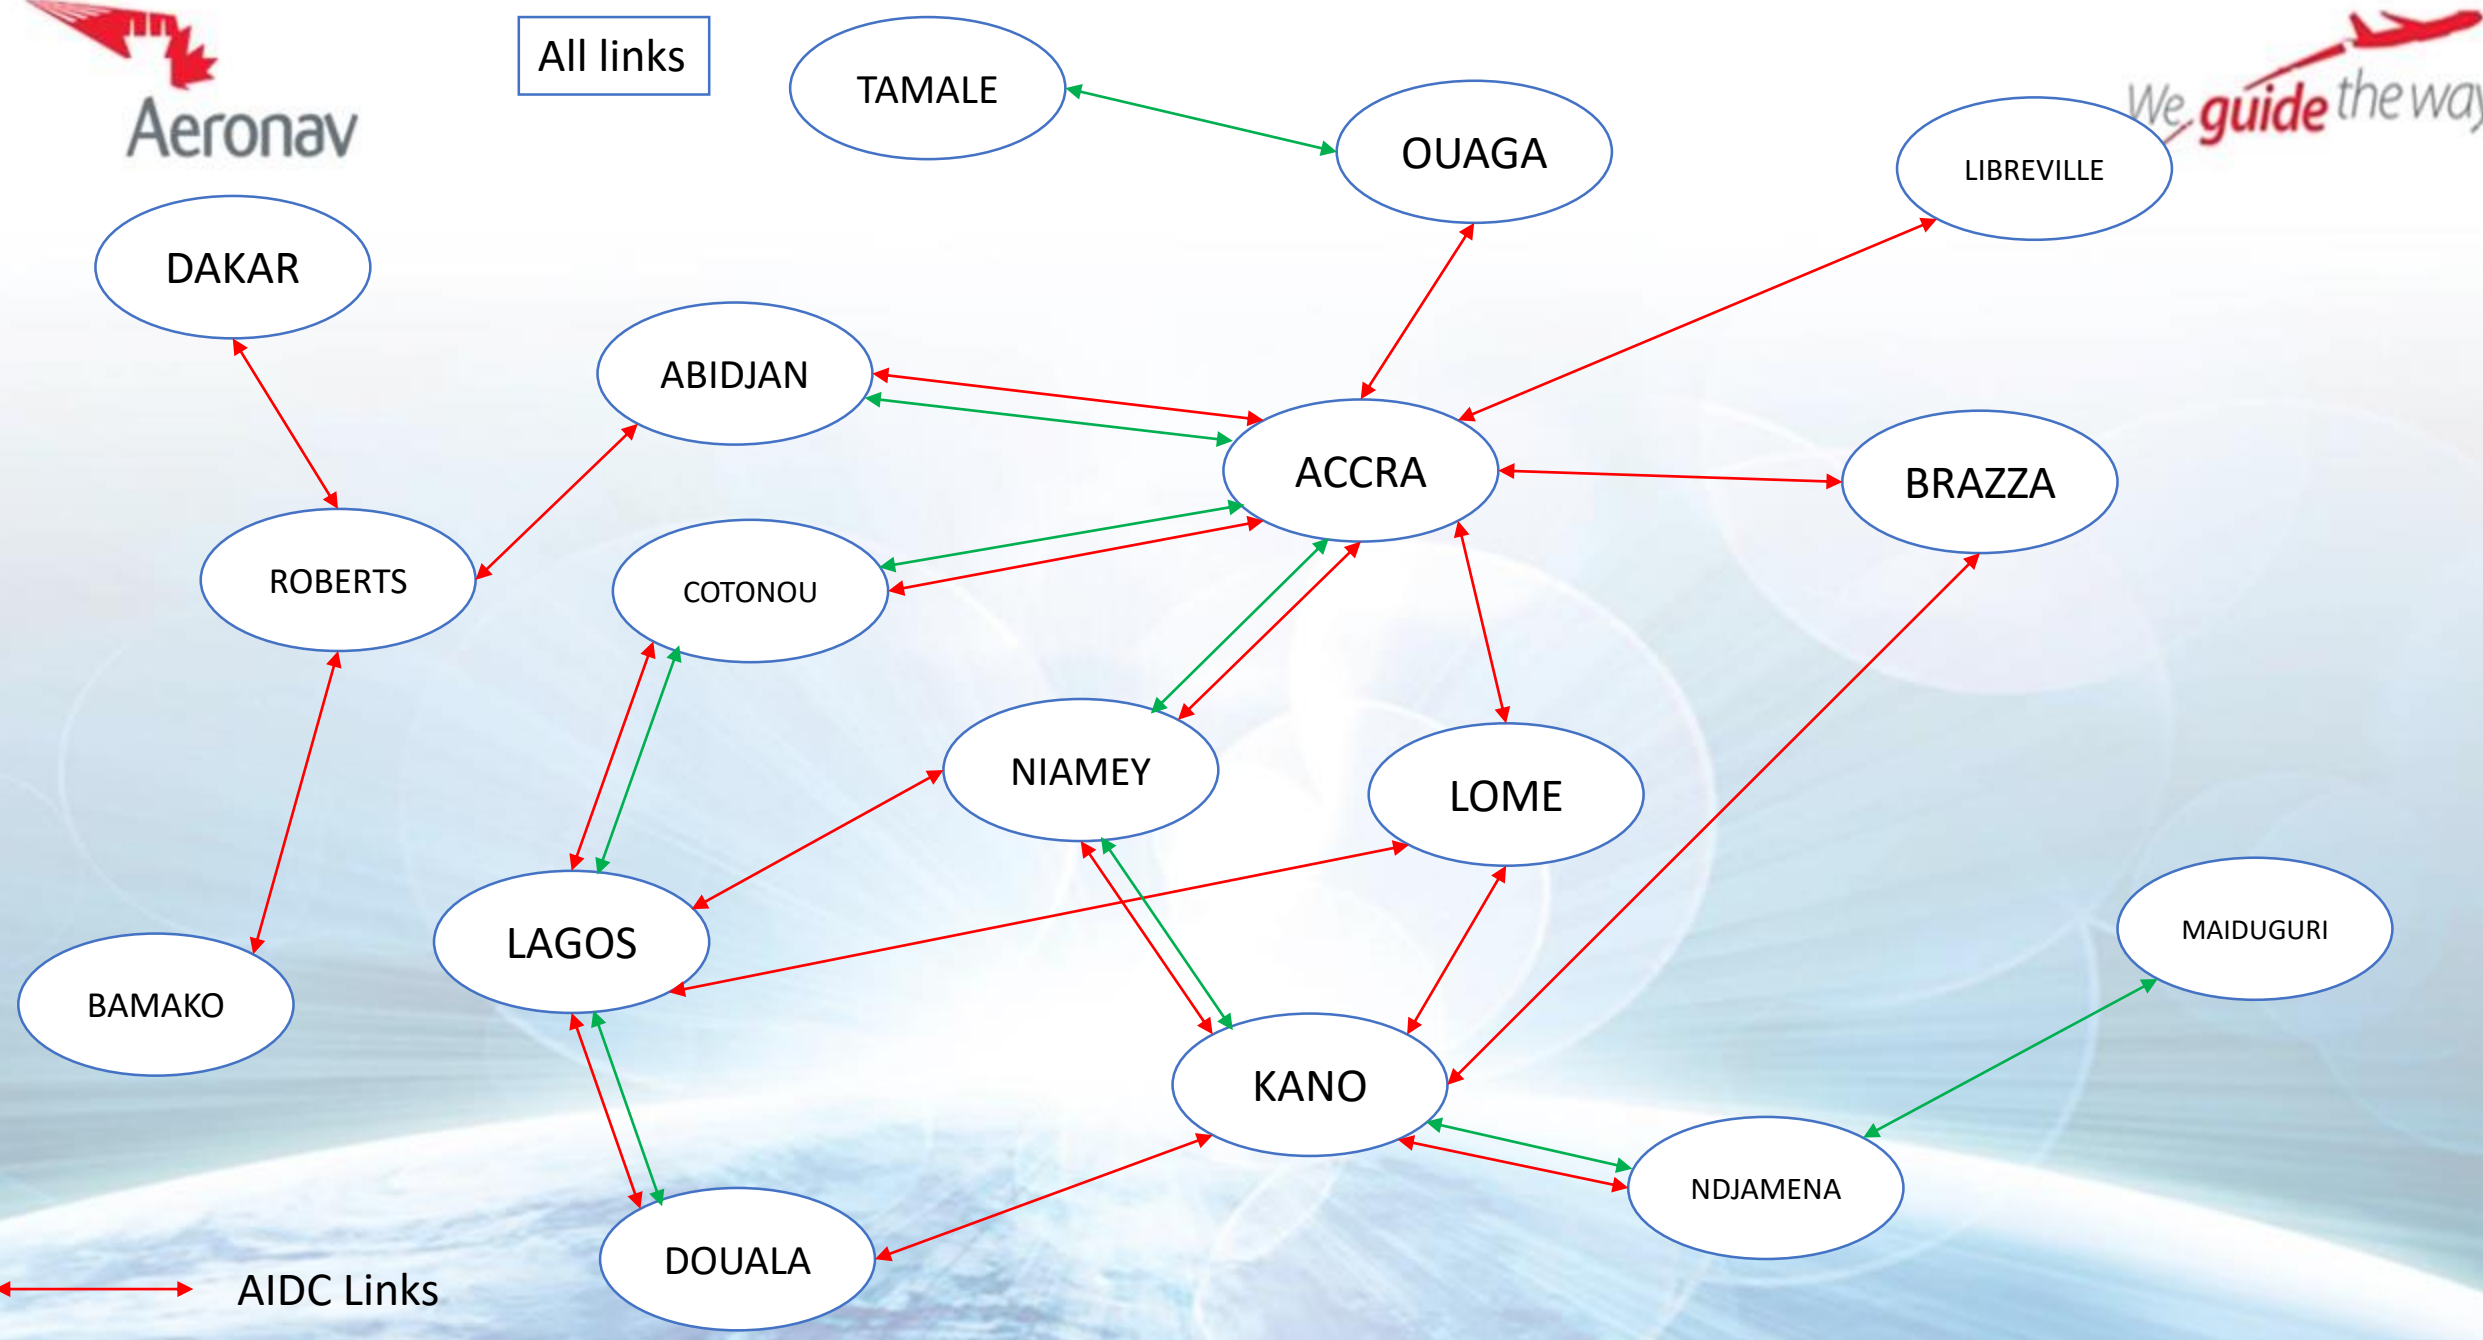 Aeronav
All links
We guide the way
TAMALE
OUAGA
LIBREVILLE
DAKAR
ABIDJAN
ACCRA
BRAZZA
ROBERTS
COTONOU
NIAMEY
LOME
LAGOS
MAIDUGURI
BAMAKO
KANO
NDJAMENA
DOUALA
AIDC Links